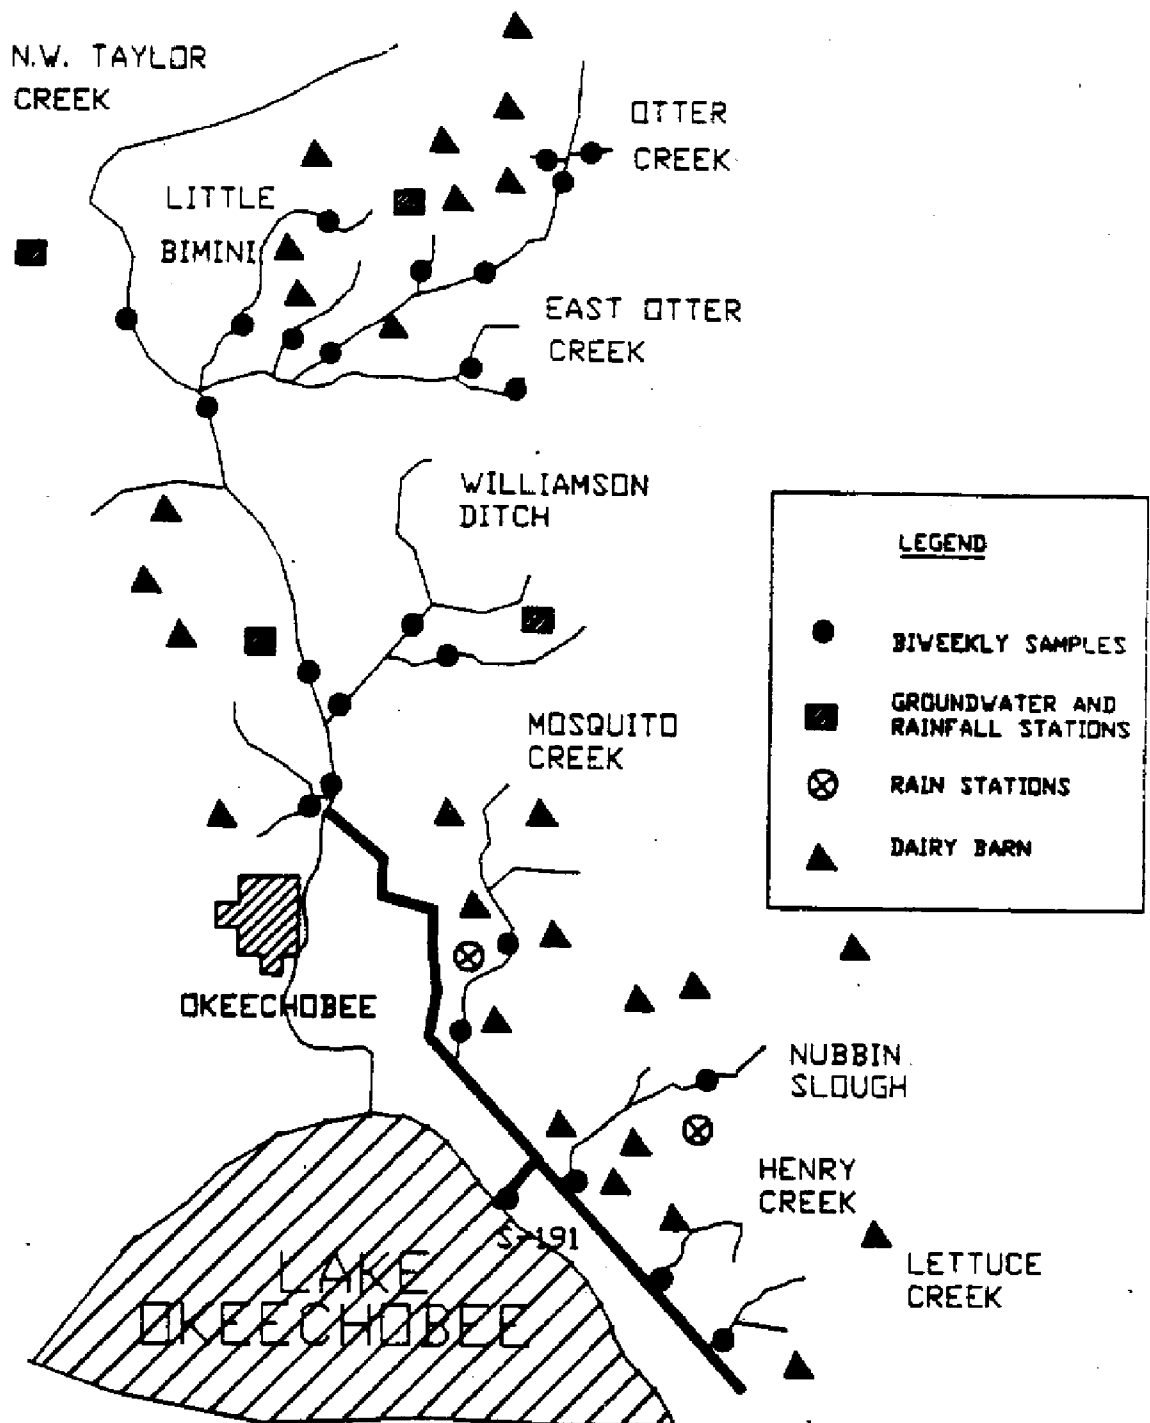 N.W. TAYLOR
CREEK
OTTER
CREEK
LITTLE
BIMINI
EAST OTTER
CREEK
WILLIAMSON
DITCH
LEGEND
BIWEEKLY SAMPLES
GROUNDWATER AND
RAINFALL STATIONS
RAIN STATIONS
DAIRY BARN
MOSQUITO
CREEK
OKEECHOBEE
NUBBIN
SLOUGH
HENRY
CREEK
S-191
LETTUCE
CREEK
LAKE
OKEECHOBEE